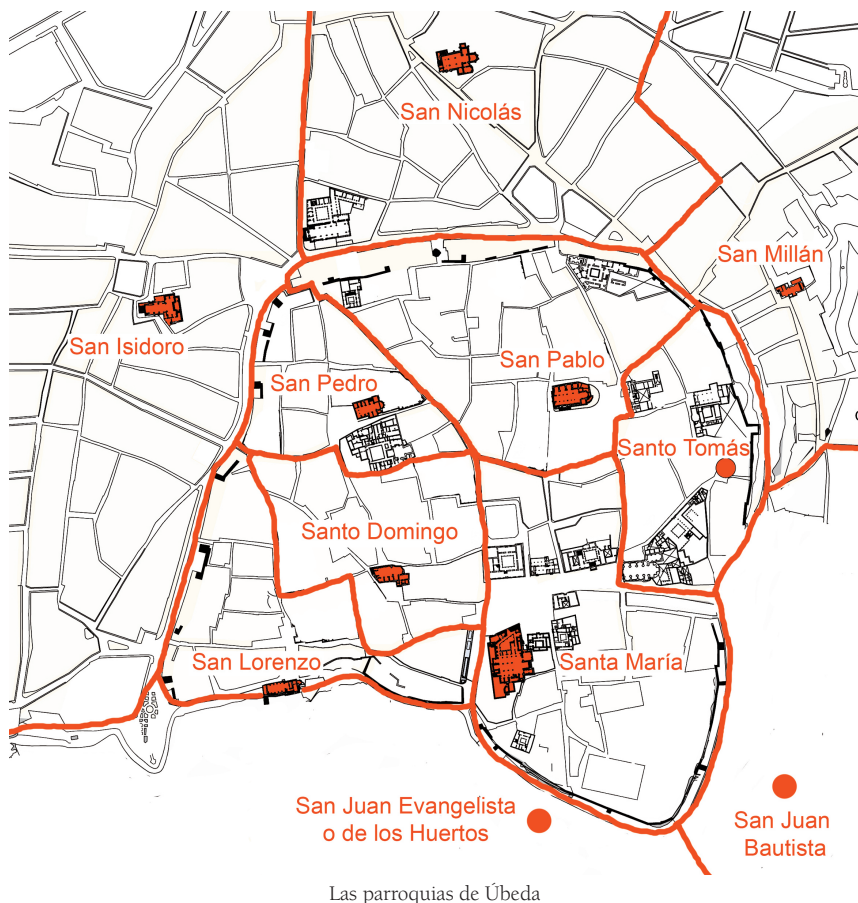 San Nicolás
San Millán
San Isidoro
San Pablo
San Pedro
Santo Tomás
Santo Domingo
San Lorenzo
Santa María
San Juan Evangelista
o de los Huertos
San Juan
Bautista
Las parroquias de Úbeda